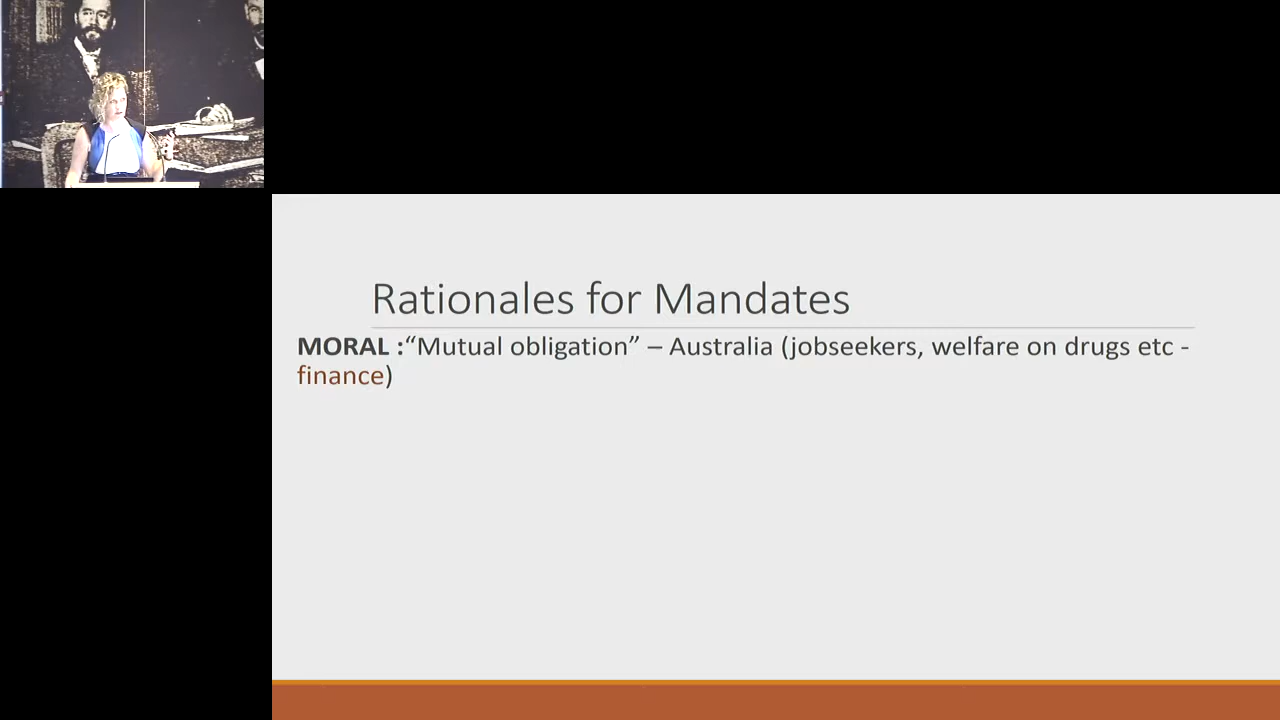 Rationales for Mandates
MORAL :“Mutual obligation” – Australia (jobseekers, welfare on drugs etc -
finance)